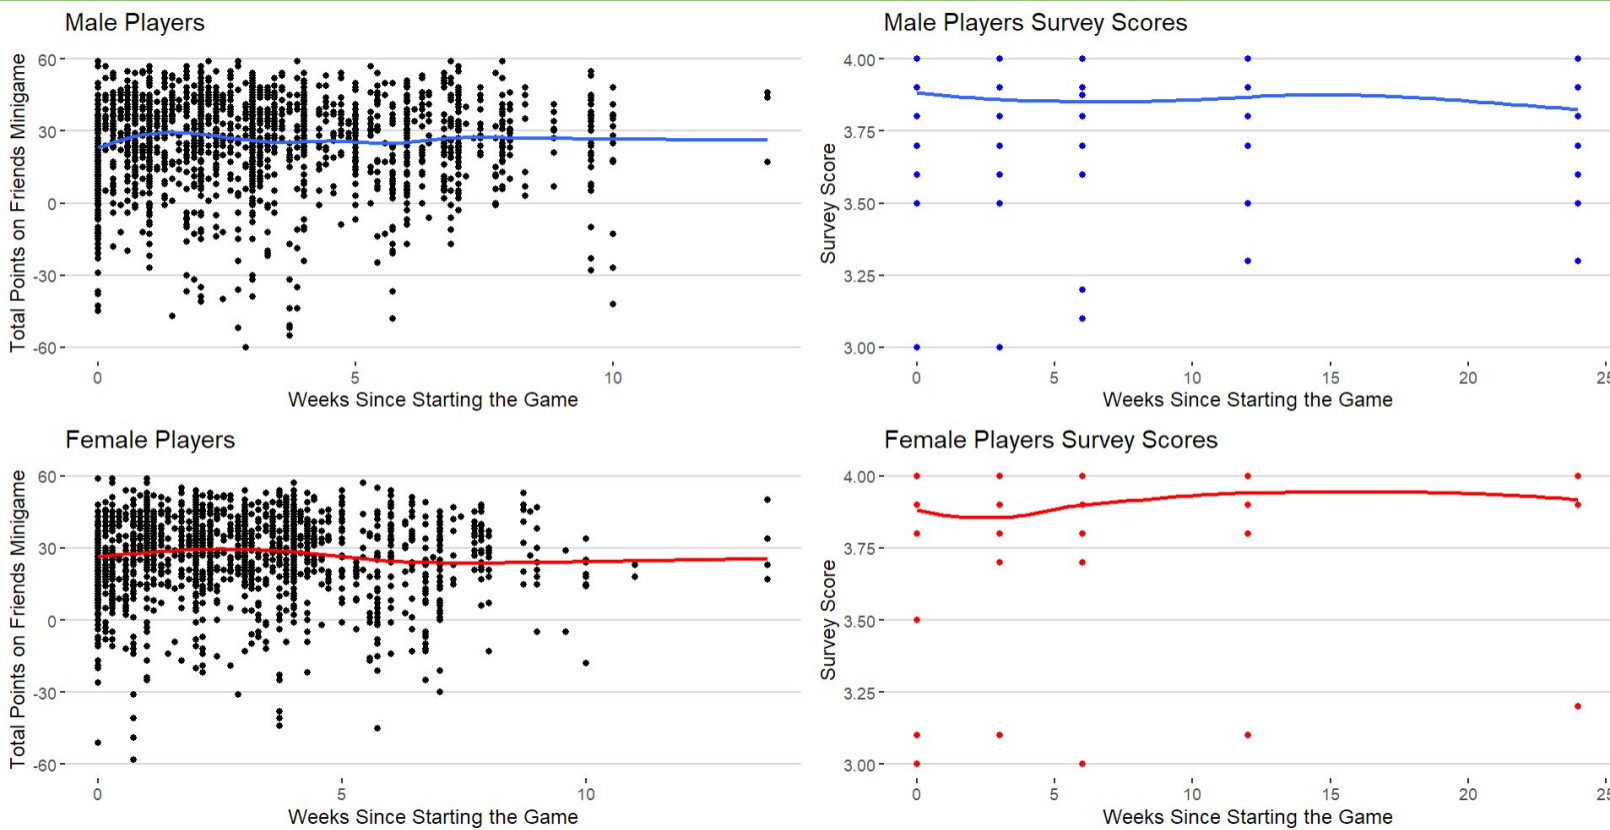 Male Players
Total Points on Friends Minigame
60
30
0
-30
-60
0 5 10
Weeks Since Starting the Game
Male Players Survey Scores
Survey Score
4.00
3.75
3.50
3.25
3.00
0 5 10 15 20 25
Weeks Since Starting the Game
Female Players
Total Points on Friends Minigame
60
30
0
-30
-60
0 5 10
Weeks Since Starting the Game
Female Players Survey Scores
Survey Score
4.00
3.75
3.50
3.25
3.00
0 5 10 15 20 25
Weeks Since Starting the Game